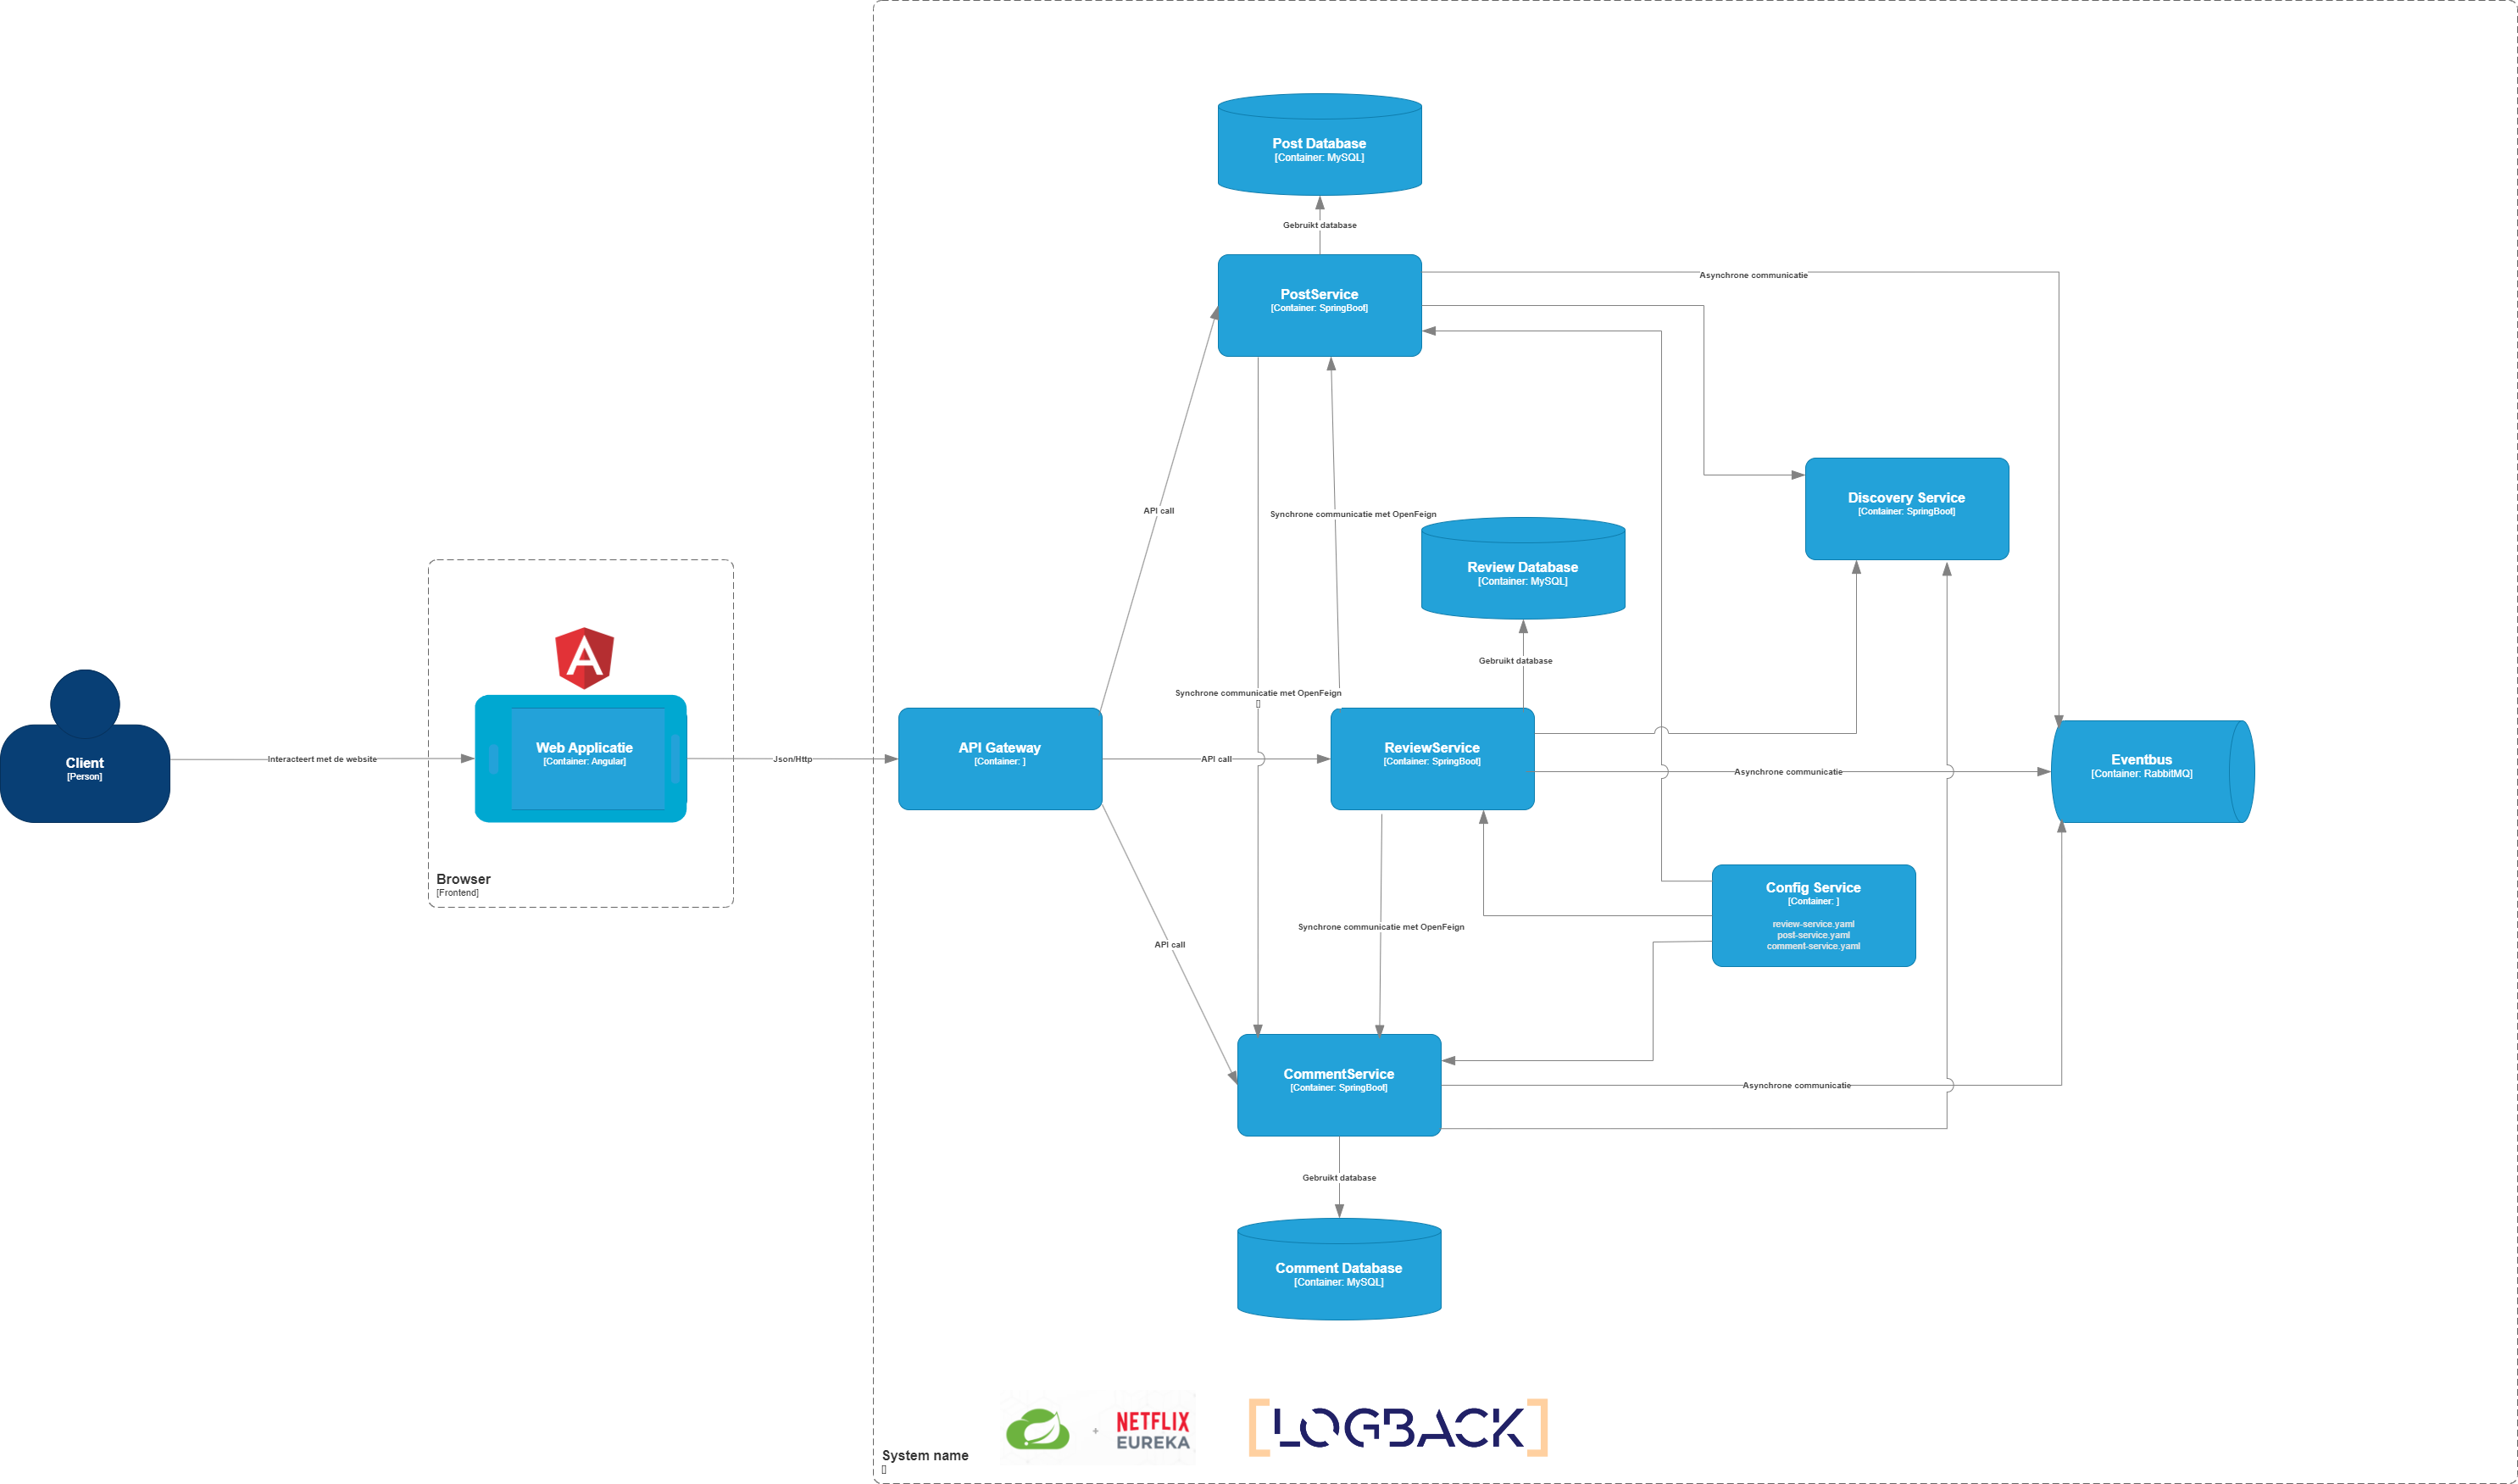 Post Database
[Container: MySQL]
Gebruikt database
PostService
[Container: SpringBool]
Asynchrone communicatie
Discovery Service
[Container: SpringBool]
API call
Synchrone communicatie met OpenFeign
Review Database
[Container: MySQL]
Gebruikt database
Synchrone communicatie met OpenFeign
Client
[Person]
Interacteert met de website
Web Applicatie
[Container: Angular]
Json/Http
API Gateway
[Container: ]
API call
ReviewService
[Container: SpringBool]
Asynchrone communicatie
Eventbus
[Container: RabbitMQ]
Browser
[Frontend]
Config Service
[Container: ]
review-service.yaml
post-service.yaml
comment-service.yaml
Synchrone communicatie met OpenFeign
API call
CommentService
[Container: SpringBool]
Asynchrone communicatie
Gebruikt database
Comment Database
[Container: MySQL]
System name
+
NETFLIX
EUREKA
[LOGBACK]